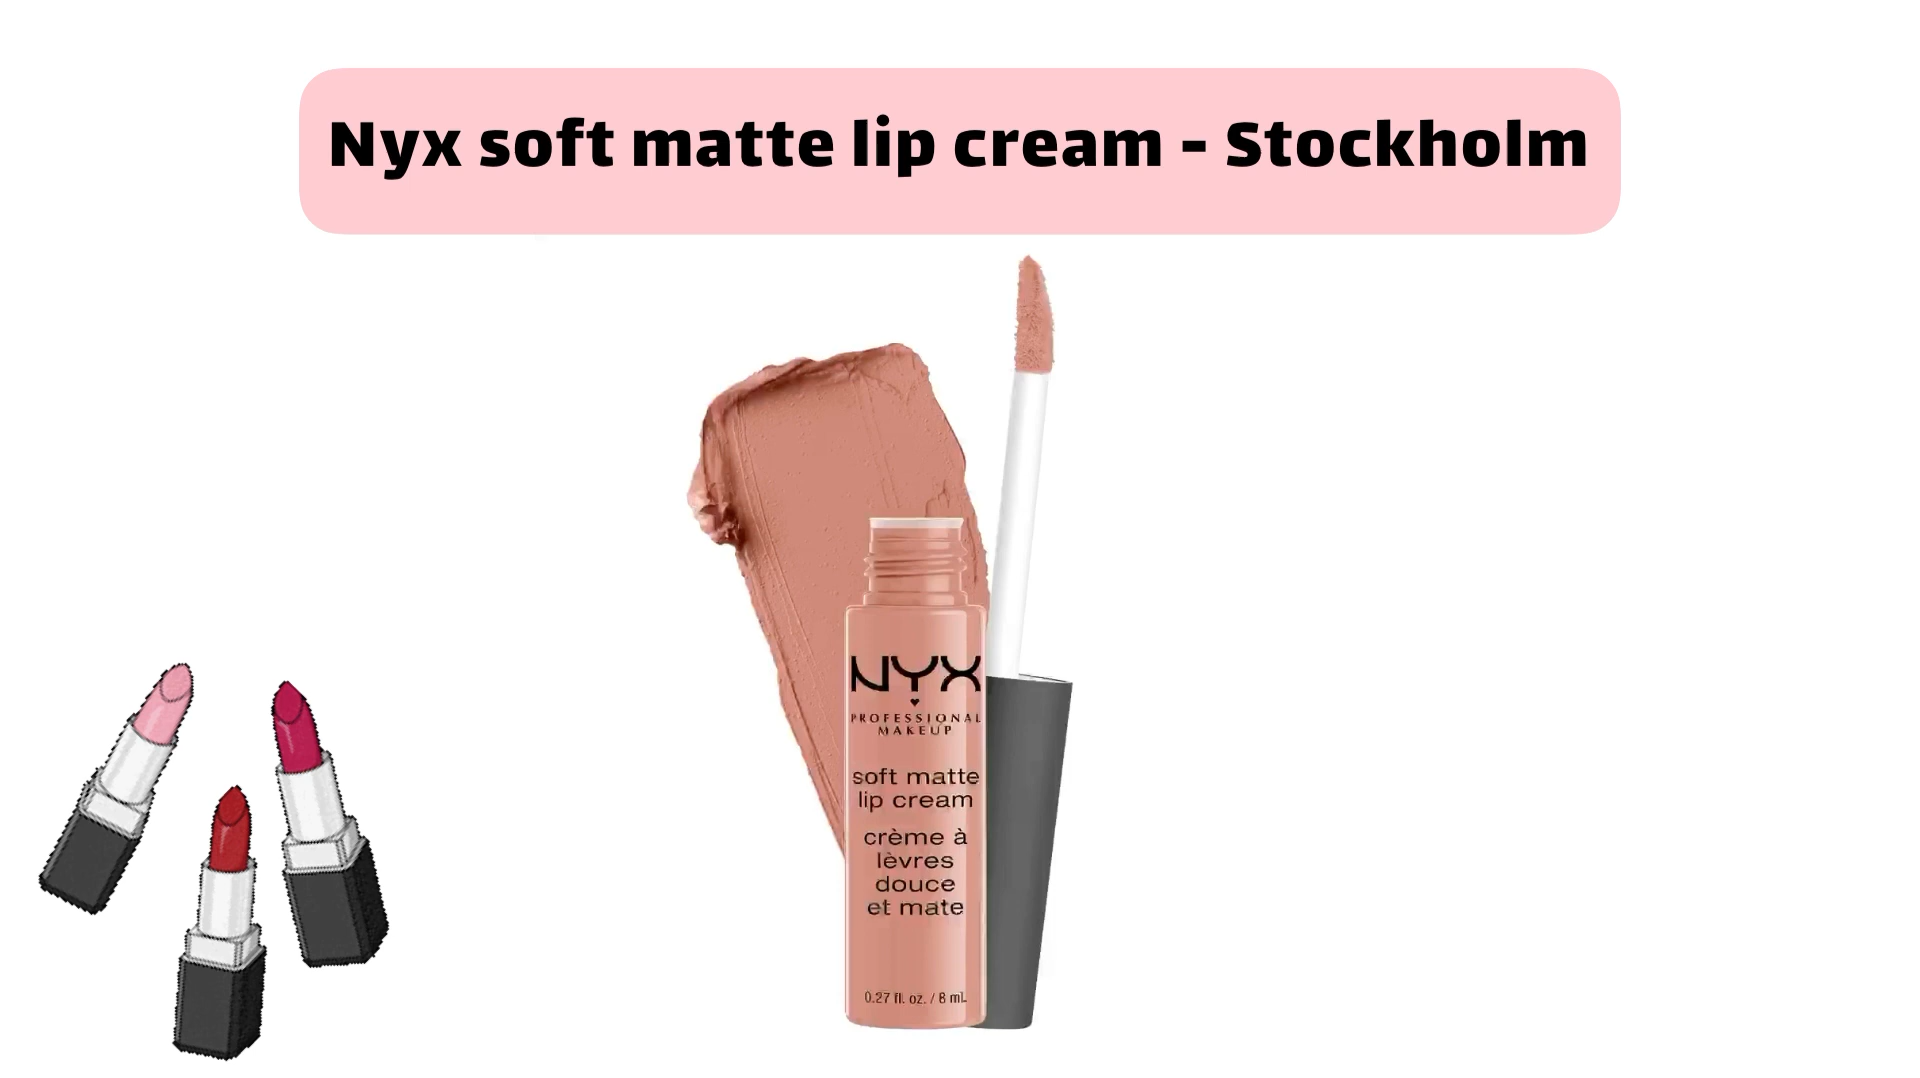 Nyx soft matte lip cream - Stockholm
NYX
PROFESSIONAL
MAKEUP
soft matte
lip cream
crème à
lèvres
douce
et mate
0.27 fl. oz. / 8 mL